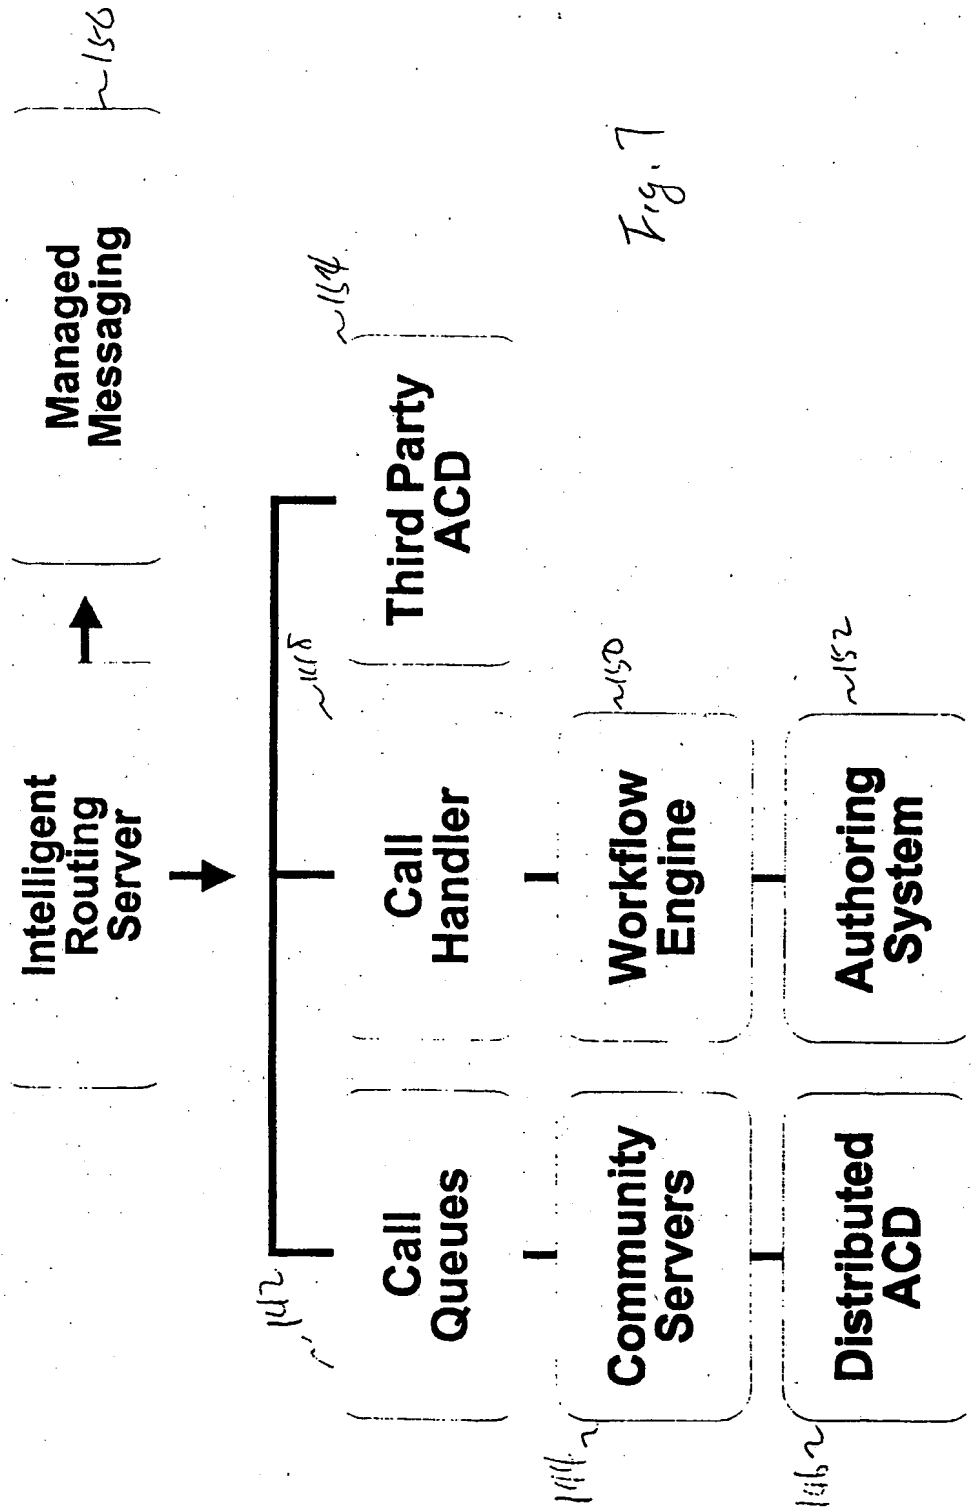 Intelligent
Routing
Server
Managed
Messaging
~150
142
~148
~154
Call
Queues
Call
Handler
Third Party
ACD
144
~150
Community
Servers
Workflow
Engine
146
~152
Distributed
ACD
Authoring
System
Fig. 7